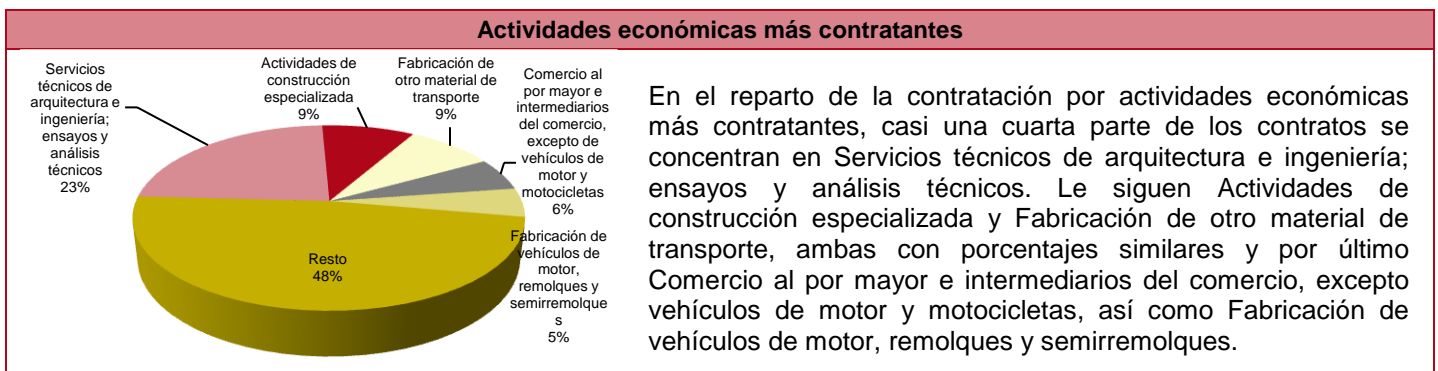 Actividades económicas más contratantes
Servicios
técnicos de
arquitectura e
ingeniería;
ensayos y
análisis
técnicos
23%
Actividades de
construcción
especializada
9%
Fabricación de
otro material de
transporte
9%
Comercio al
por mayor e
intermediarios
del comercio,
excepto de
vehículos de
motor y
motocicletas
6%
Fabricación de
vehículos de
motor,
remolques y
semirremolque
s
5%
Resto
48%
En el reparto de la contratación por actividades económicas
más contratantes, casi una cuarta parte de los contratos se
concentran en Servicios técnicos de arquitectura e ingeniería;
ensayos y análisis técnicos. Le siguen Actividades de
construcción especializada y Fabricación de otro material de
transporte, ambas con porcentajes similares y por último
Comercio al por mayor e intermediarios del comercio, excepto
vehículos de motor y motocicletas, así como Fabricación de
vehículos de motor, remolques y semirremolques.